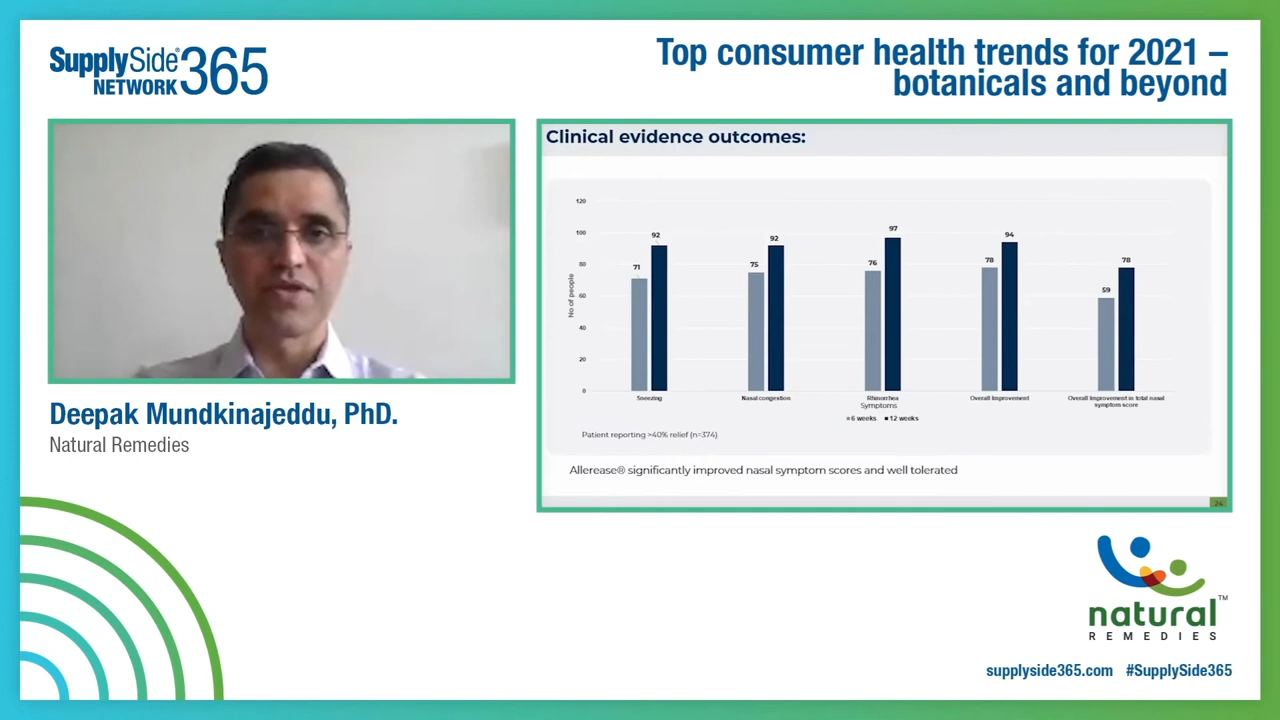 SupplySide® 365
NETWORK
Top consumer health trends for 2021 –
botanicals and beyond
Clinical evidence outcomes:
120
100
80
60
40
20
0
No of people
71
92
75
92
76
97
78
94
59
78
Sneezing
Nasal congestion
Rhinorrhea
Overall Improvement
Overall Improvement in total nasal
symptom score
Symptoms
6 weeks
12 weeks
Patient reporting >40% relief (n=374)
Allerease® significantly improved nasal symptom scores and well tolerated
24
Deepak Mundkinajeddu, PhD.
Natural Remedies
natural™
REMEDIES
supplyside365.com #SupplySide365